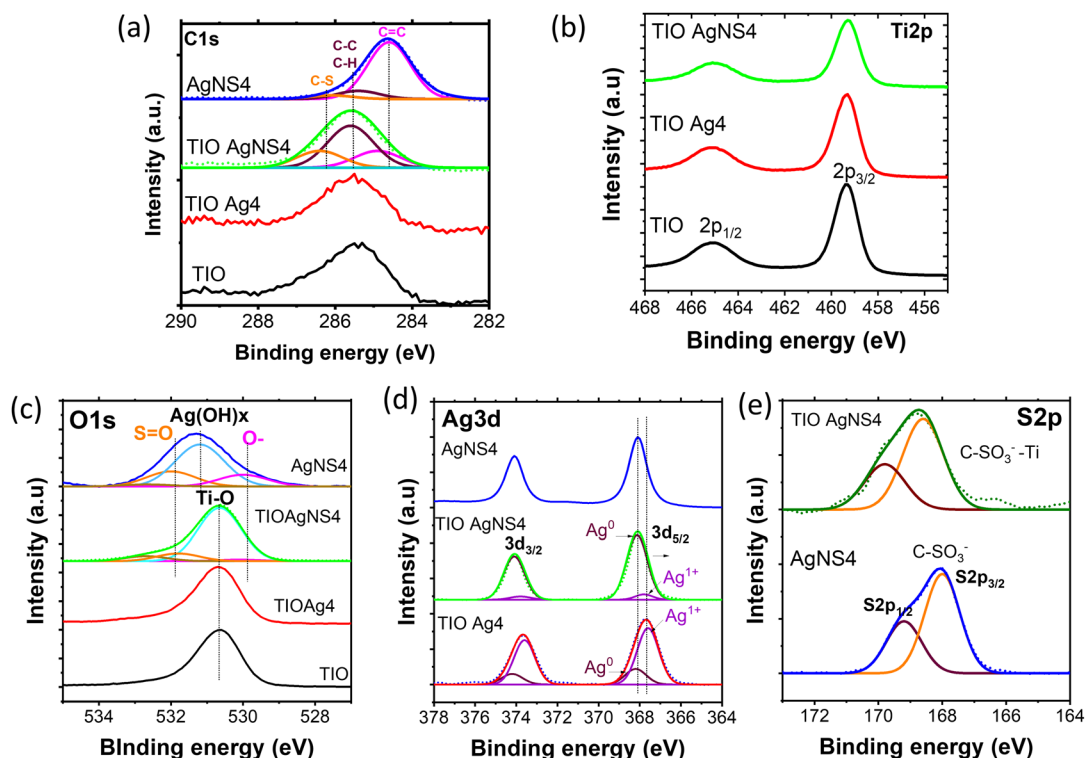 (a)
C1s
C=C
C-C
C-H
C-S
AgNS4
TIO AgNS4
TIO Ag4
TIO
Intensity (a.u.)
290 288 286 284 282
Binding energy (eV)
(b)
Ti2p
TIO AgNS4
TIO Ag4
2p3/2
TIO
2p1/2
Intensity (a.u)
468 466 464 462 460 458 456
Binding energy (eV)
(c)
O1s
Ag(OH)x
S=O
O-
AgNS4
Ti-O
TIOAgNS4
TIOAg4
TIO
Intensity (a.u)
534 532 530 528
BInding energy (eV)
(d)
Ag3d
AgNS4
TIO AgNS4
3d3/2
Ag0
3d5/2
Ag1+
TIO Ag4
Ag1+
Ag0
Intensity (a.u)
378 376 374 372 370 368 366 364
Binding energy (eV)
(e)
S2p
TIO AgNS4
C-SO3- -Ti
AgNS4
C-SO3-
S2p3/2
S2p1/2
Intensity (a.u)
172 170 168 166 164
Binding energy (eV)